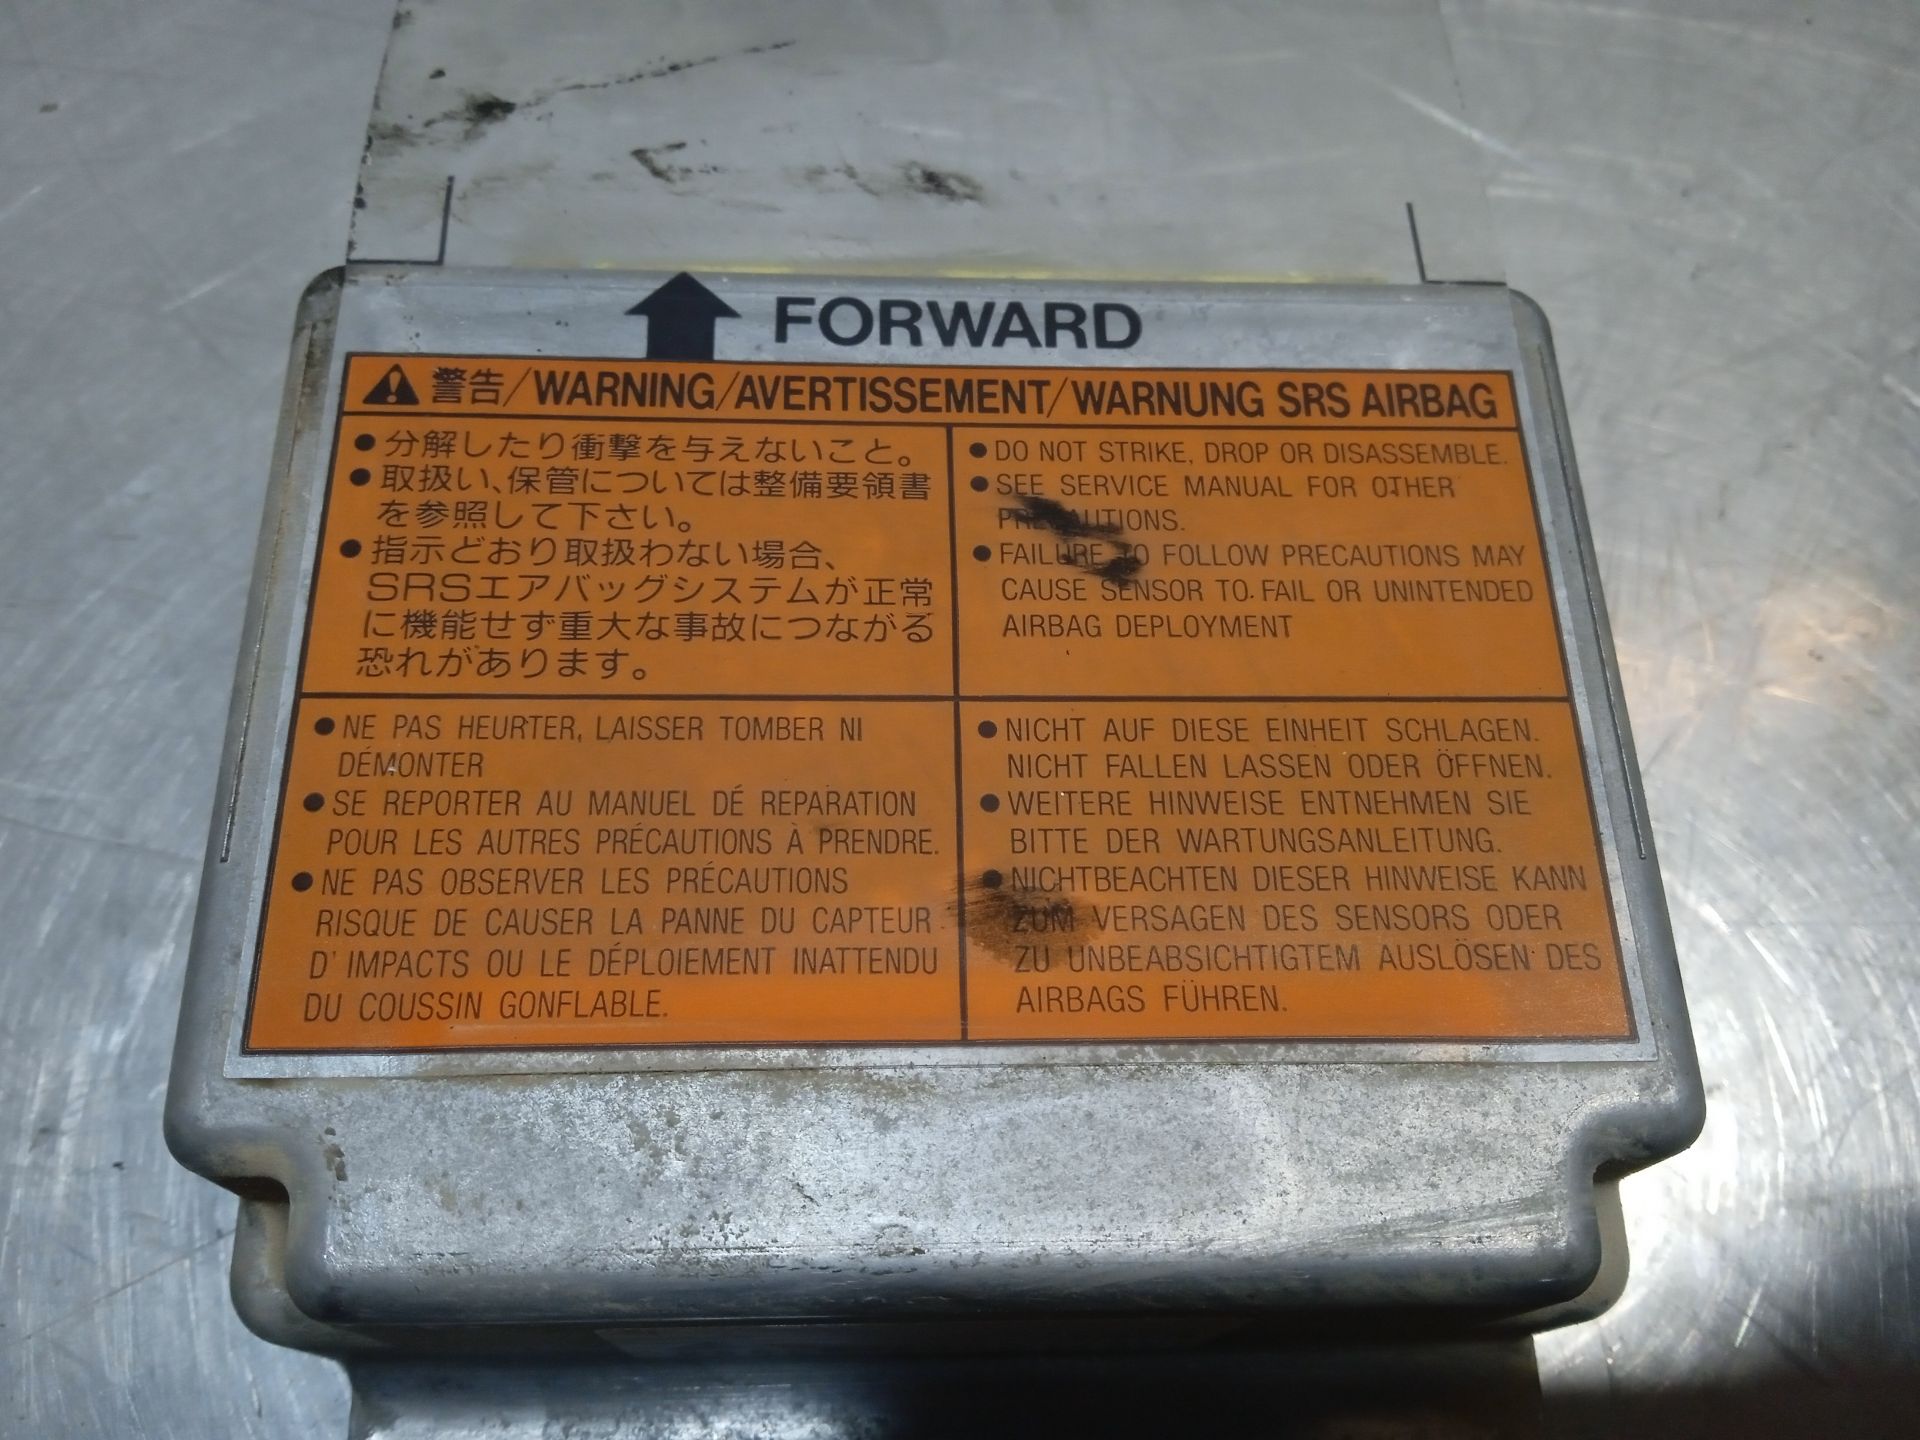 FORWARD
警告/WARNING/AVERTISSEMENT/WARNUNG SRS AIRBAG
● 分解したり衝撃を与えないこと。
● 取扱い、保管については整備要領書
を参照して下さい。
● 指示どおり取扱わない場合、
SRSエアバッグシステムが正常
に機能せず重大な事故につながる
恐れがあります。
● DO NOT STRIKE, DROP OR DISASSEMBLE.
● SEE SERVICE MANUAL FOR OTHER
PRECAUTIONS.
● FAILURE TO FOLLOW PRECAUTIONS MAY
CAUSE SENSOR TO FAIL OR UNINTENDED
AIRBAG DEPLOYMENT
● NE PAS HEURTER, LAISSER TOMBER NI
DÉMONTER
● SE REPORTER AU MANUEL DÉ REPARATION
POUR LES AUTRES PRÉCAUTIONS À PRENDRE.
● NE PAS OBSERVER LES PRÉCAUTIONS
RISQUE DE CAUSER LA PANNE DU CAPTEUR
D' IMPACTS OU LE DÉPLOIEMENT INATTENDU
DU COUSSIN GONFLABLE.
● NICHT AUF DIESE EINHEIT SCHLAGEN.
NICHT FALLEN LASSEN ODER ÖFFNEN.
● WEITERE HINWEISE ENTNEHMEN SIE
BITTE DER WARTUNGSANLEITUNG.
● NICHTBEACHTEN DIESER HINWEISE KANN
ZUM VERSAGEN DES SENSORS ODER
ZU UNBEABSICHTIGTEM AUSLÖSEN DES
AIRBAGS FÜHREN.